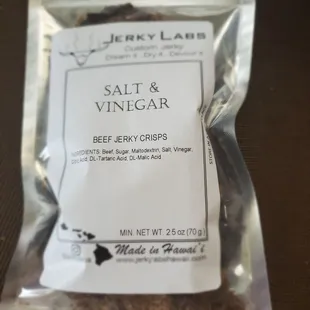 JERKY LABS
Custom Jerky
Dream It. Dry It. Devour It
SALT &
VINEGAR
BEEF JERKY CRISPS
INGREDIENTS: Beef, Sugar, Maltodextrin, Salt, Vinegar,
Acid, DL-Tartaric Acid, DL-Malic Acid.
MIN. NET WT. 2.5 oz (70 g)
Made in Hawai'i
www.jerkylabshawaii.com